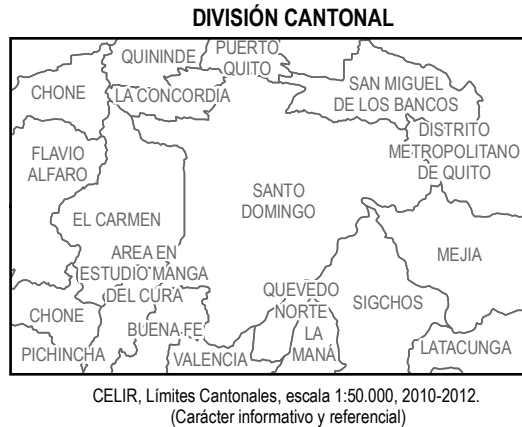 DIVISIÓN CANTONAL
QUININDE
PUERTO
QUITO
CHONE
LA CONCORDIA
SAN MIGUEL
DE LOS BANCOS
DISTRITO
METROPOLITANO
DE QUITO
FLAVIO
ALFARO
SANTO
DOMINGO
EL CARMEN
AREA EN
ESTUDIO MANGA
DEL CURA
MEJIA
QUEVEDO
NORTE
LA
MANÁ
SIGCHOS
CHONE
BUENA FE
PICHINCHA
VALENCIA
LATACUNGA
CELIR, Límites Cantonales, escala 1:50.000, 2010-2012.
(Carácter informativo y referencial)